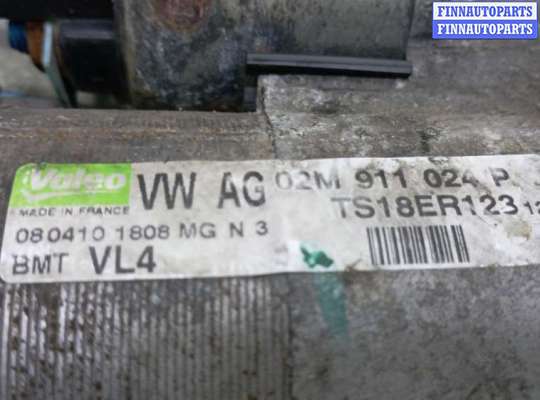 FINNAUTOPARTS
FINNAUTOPARTS
Valeo
MADE IN FRANCE
VW AG
02M 911 024 P
TS18ER123
080410 1808 MG N 3
BMT VL4